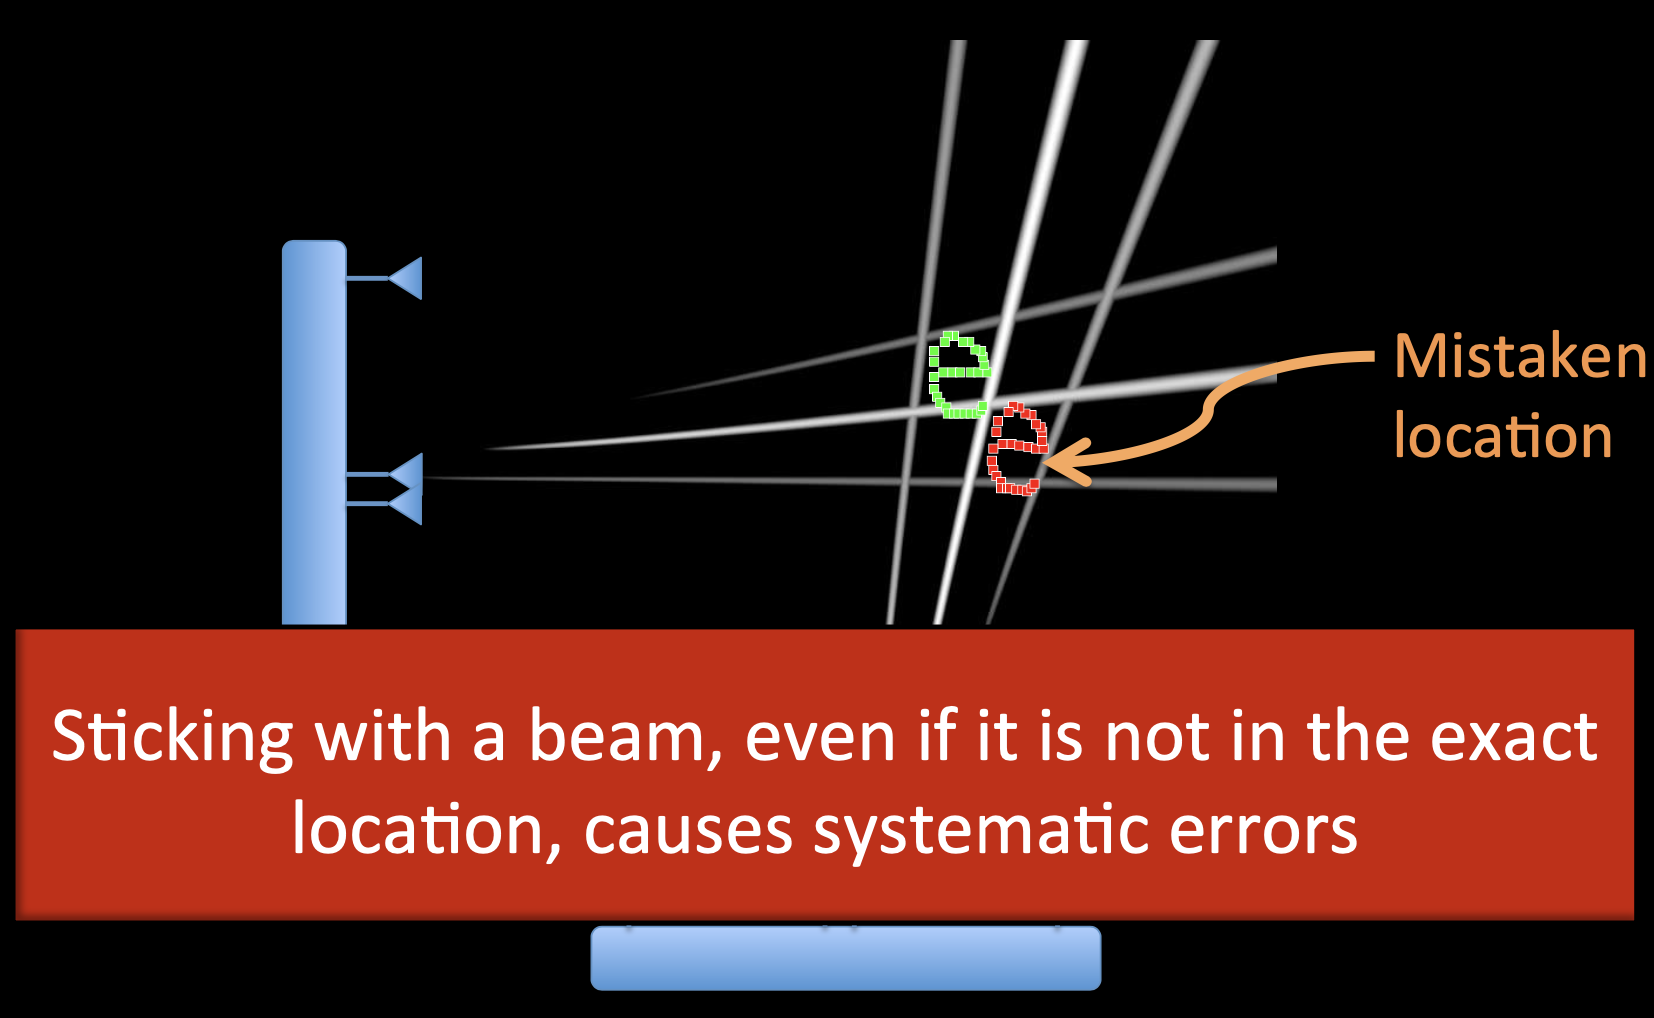 Mistaken
location
Sticking with a beam, even if it is not in the exact
location, causes systematic errors